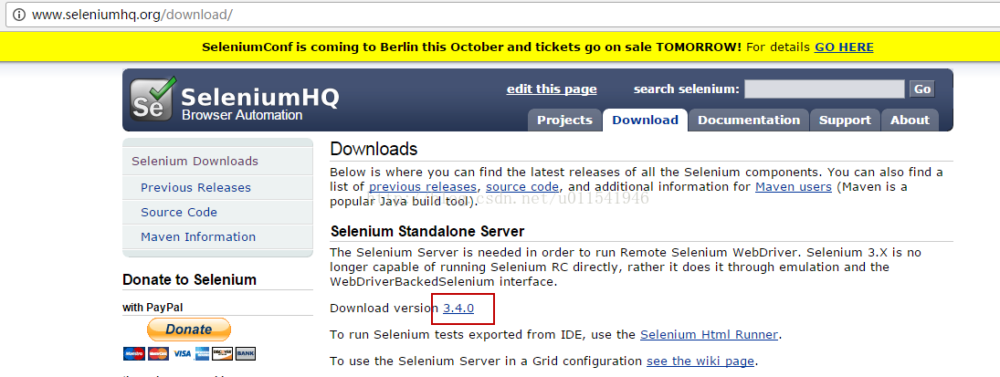 www.seleniumhq.org/download/
SeleniumConf is coming to Berlin this October and tickets go on sale TOMORROW! For details GO HERE
Se
SeleniumHQ
Browser Automation
edit this page
search selenium:
Go
Projects
Download
Documentation
Support
About
Selenium Downloads
Previous Releases
Source Code
Maven Information
Donate to Selenium
with PayPal
Donate
VISA
BANK
Downloads
Below is where you can find the latest releases of all the Selenium components. You can also find a
list of previous releases, source code, and additional information for Maven users (Maven is a
popular Java build tool).
csdn.net/u011541946
Selenium Standalone Server
The Selenium Server is needed in order to run Remote Selenium WebDriver. Selenium 3.X is no
longer capable of running Selenium RC directly, rather it does it through emulation and the
WebDriverBackedSelenium interface.
Download version 3.4.0
To run Selenium tests exported from IDE, use the Selenium Html Runner.
To use the Selenium Server in a Grid configuration see the wiki page.